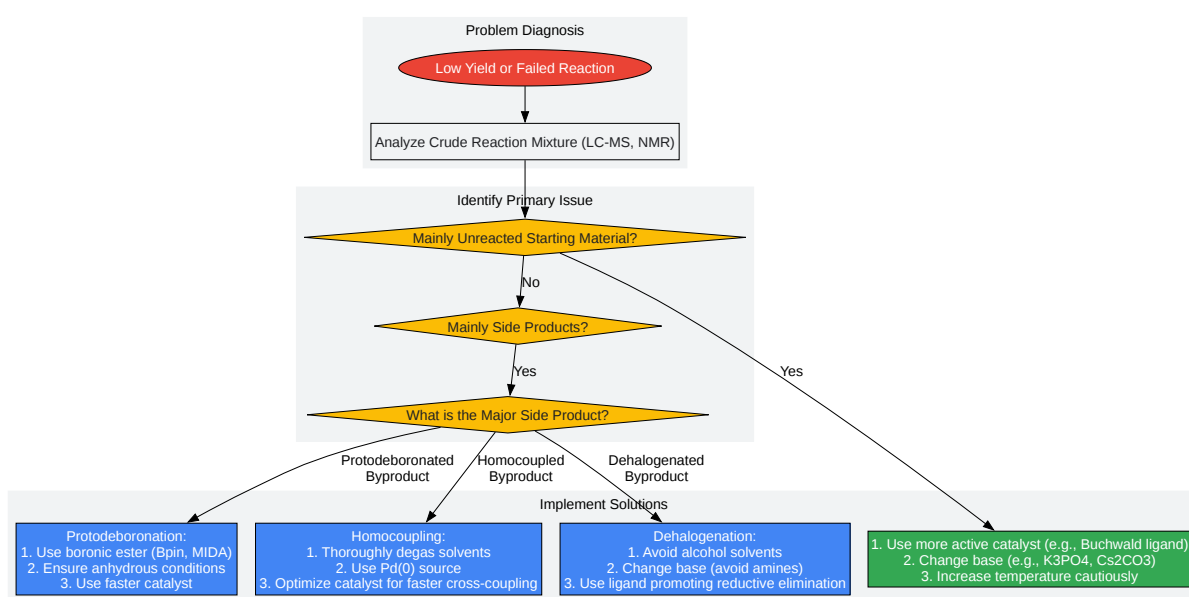 Problem Diagnosis
Low Yield or Failed Reaction
Analyze Crude Reaction Mixture (LC-MS, NMR)
Identify Primary Issue
Mainly Unreacted Starting Material?
No
Mainly Side Products?
Yes
Yes
What is the Major Side Product?
Protodeboronated
Byproduct
Homocoupled
Byproduct
Dehalogenated
Byproduct
Implement Solutions
Protodeboronation:
1. Use boronic ester (Bpin, MIDA)
2. Ensure anhydrous conditions
3. Use faster catalyst
Homocoupling:
1. Thoroughly degas solvents
2. Use Pd(0) source
3. Optimize catalyst for faster cross-coupling
Dehalogenation:
1. Avoid alcohol solvents
2. Change base (avoid amines)
3. Use ligand promoting reductive elimination
1. Use more active catalyst (e.g., Buchwald ligand)
2. Change base (e.g., K3PO4, Cs2CO3)
3. Increase temperature cautiously